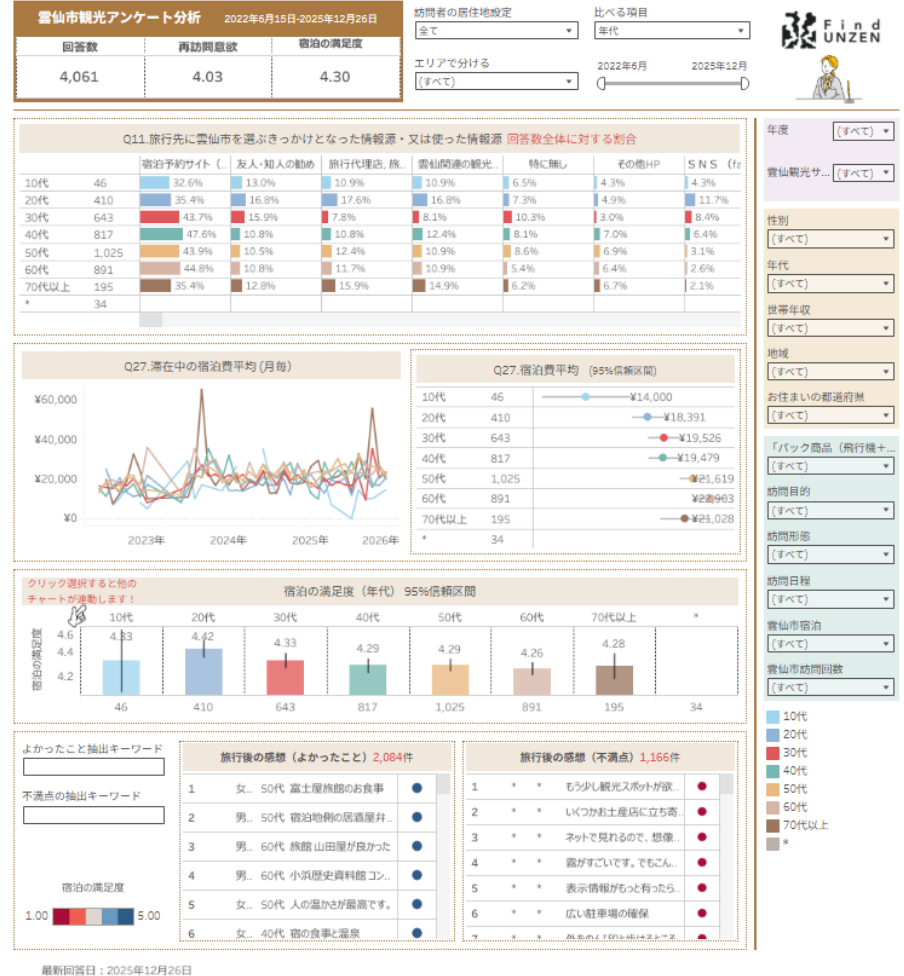 雲仙市観光アンケート分析 2022年6月15日-2025年12月26日
回答数 再訪問意欲 宿泊の満足度
4,061 4.03 4.30
訪問者の居住地設定 比べる項目
全て 年代
エリアで分ける 2022年6月 2025年12月
(すべて)
Find
UNZEN
Q11.旅行先に雲仙市を選ぶきっかけとなった情報源・又は使った情報源 回答数全体に対する割合
宿泊予約サイト（.. 友人・知人の勧め 旅行代理店, 旅.. 雲仙関連の観光.. 特に無し その他HP ＳＮＳ（fa
10代 46 32.6% 13.0% 10.9% 10.9% 6.5% 4.3% 4.3%
20代 410 35.4% 16.8% 17.6% 16.8% 7.3% 4.9% 11.7%
30代 643 43.7% 15.9% 7.8% 8.1% 10.3% 3.0% 8.4%
40代 817 47.6% 10.8% 10.8% 12.4% 8.1% 7.0% 6.4%
50代 1,025 43.9% 10.5% 12.4% 10.9% 8.6% 6.9% 3.1%
60代 891 44.8% 10.8% 11.7% 10.9% 5.4% 6.4% 2.6%
70代以上 195 35.4% 12.8% 15.9% 14.9% 6.2% 6.7% 2.1%
* 34
Q27.滞在中の宿泊費平均 (月毎)
¥60,000
¥40,000
¥20,000
¥0
2023年 2024年 2025年 2026年
Q27.宿泊費平均 (95%信頼区間)
10代 46 ¥14,000
20代 410 ¥18,391
30代 643 ¥19,526
40代 817 ¥19,479
50代 1,025 ¥21,619
60代 891 ¥22,903
70代以上 195 ¥21,028
* 34
クリック選択すると他の
チャートが連動します！
宿泊の満足度（年代）95%信頼区間
10代 20代 30代 40代 50代 60代 70代以上 *
宿泊の満足度
4.6
4.4
4.2
4.33 4.42 4.33 4.29 4.29 4.26 4.28
46 410 643 817 1,025 891 195 34
よかったこと抽出キーワード
不満点の抽出キーワード
宿泊の満足度
1.00 5.00
旅行後の感想（よかったこと）2,084件
1 女.. 50代 富士屋旅館のお食事
2 男.. 50代 宿泊地側の居酒屋弁..
3 男.. 60代 旅館 山田屋が良かった
4 男.. 60代 小浜歴史資料館 コン..
5 女.. 50代 人の温かさが最高です。
6 女.. 40代 宿の食事と温泉
旅行後の感想（不満点）1,166件
1 * * もう少し観光スポットが欲..
2 * * いくつかお土産店に立ち寄..
3 * * ネットで見れるので、想像..
4 * * 霧がすごいです。でもこん..
5 * * 表示情報がもっと有ったら..
6 * * 広い駐車場の確保
7 * *
年度 (すべて)
雲仙観光サ... (すべて)
性別
(すべて)
年代
(すべて)
世帯年収
(すべて)
地域
(すべて)
お住まいの都道府県
(すべて)
「パック商品（飛行機＋...
(すべて)
訪問目的
(すべて)
訪問形態
(すべて)
訪問日程
(すべて)
雲仙市宿泊
(すべて)
雲仙市訪問回数
(すべて)
10代
20代
30代
40代
50代
60代
70代以上
*
最新回答日：2025年12月26日